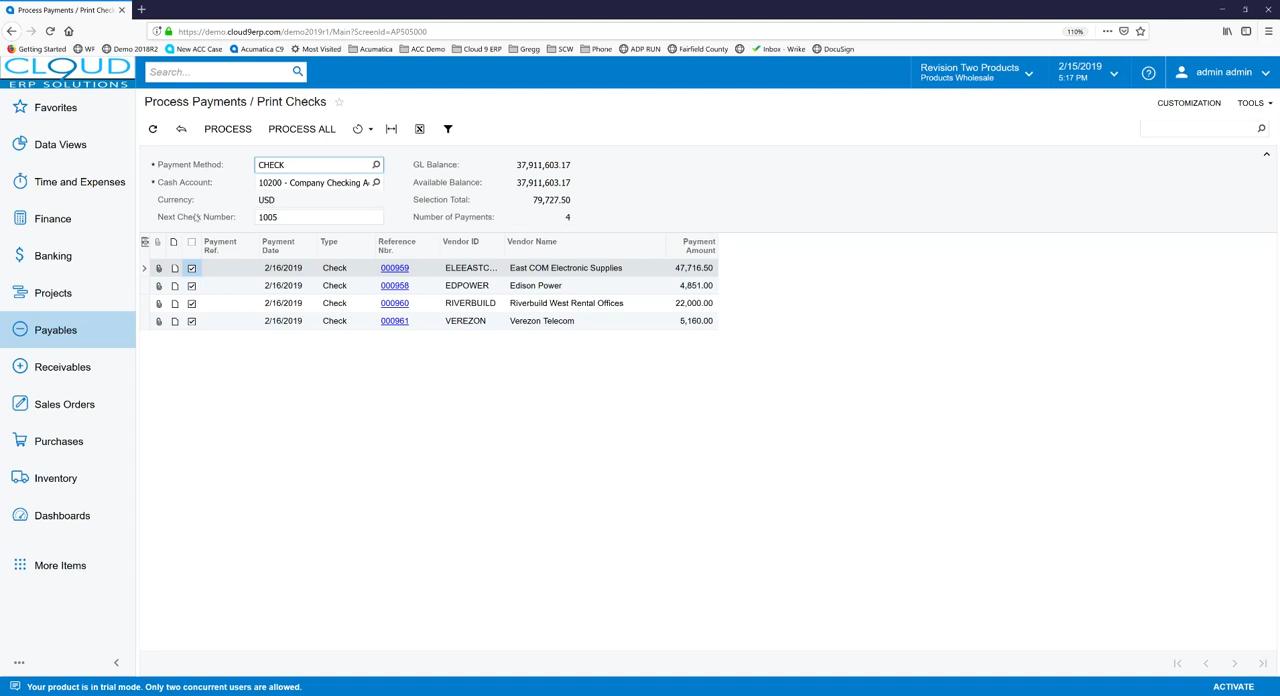 Process Payments / Print Check
https://demo.cloud9erp.com/demo2019r1/Main?ScreenId=AP505000
110%
Getting Started WF Demo 2018R2 New ACC Case Acumatica C9 Most Visited Acumatica ACC Demo Cloud 9 ERP Gregg SCW Phone ADP RUN Fairfield County Inbox - Wrike DocuSign
CLOUD
ERP SOLUTIONS
Search...
Revision Two Products
Products Wholesale
2/15/2019
5:17 PM
admin admin
Process Payments / Print Checks
CUSTOMIZATION TOOLS
PROCESS PROCESS ALL
Favorites
Data Views
Time and Expenses
Finance
Banking
Projects
Payables
Receivables
Sales Orders
Purchases
Inventory
Dashboards
More Items
* Payment Method: CHECK GL Balance: 37,911,603.17
* Cash Account: 10200 - Company Checking A Available Balance: 37,911,603.17
Currency: USD Selection Total: 79,727.50
Next Check Number: 1005 Number of Payments: 4
Payment Ref. Payment Date Type Reference Nbr. Vendor ID Vendor Name Payment Amount
2/16/2019 Check 000959 ELEEASTC... East COM Electronic Supplies 47,716.50
2/16/2019 Check 000958 EDPOWER Edison Power 4,851.00
2/16/2019 Check 000960 RIVERBUILD Riverbuild West Rental Offices 22,000.00
2/16/2019 Check 000961 VEREZON Verezon Telecom 5,160.00
Your product is in trial mode. Only two concurrent users are allowed.
ACTIVATE